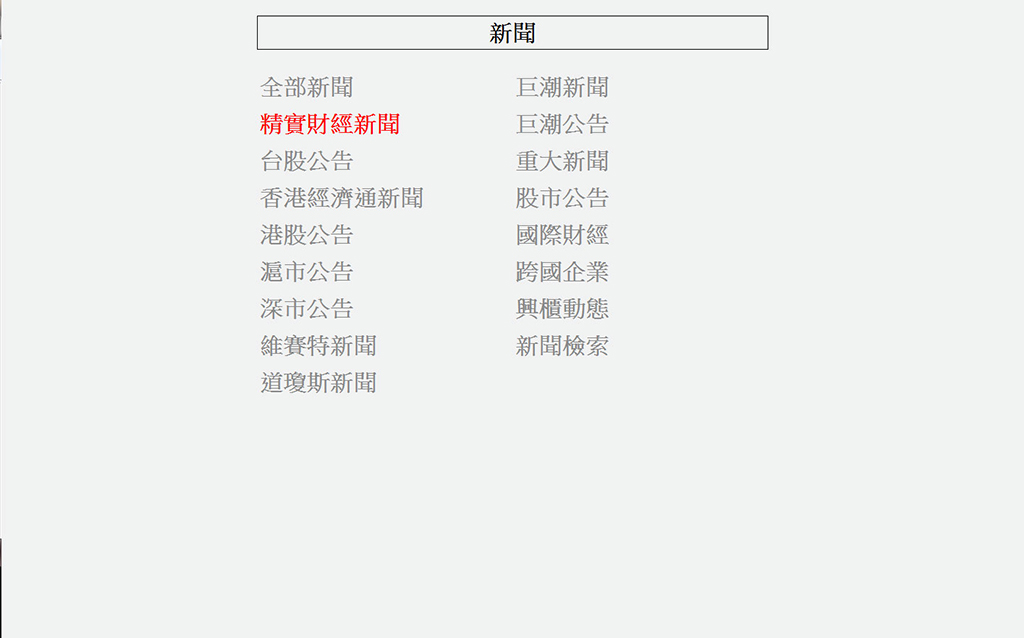 新聞
全部新聞
精實財經新聞
台股公告
香港經濟通新聞
港股公告
滬市公告
深市公告
維賽特新聞
道瓊斯新聞
巨潮新聞
巨潮公告
重大新聞
股市公告
國際財經
跨國企業
興櫃動態
新聞檢索